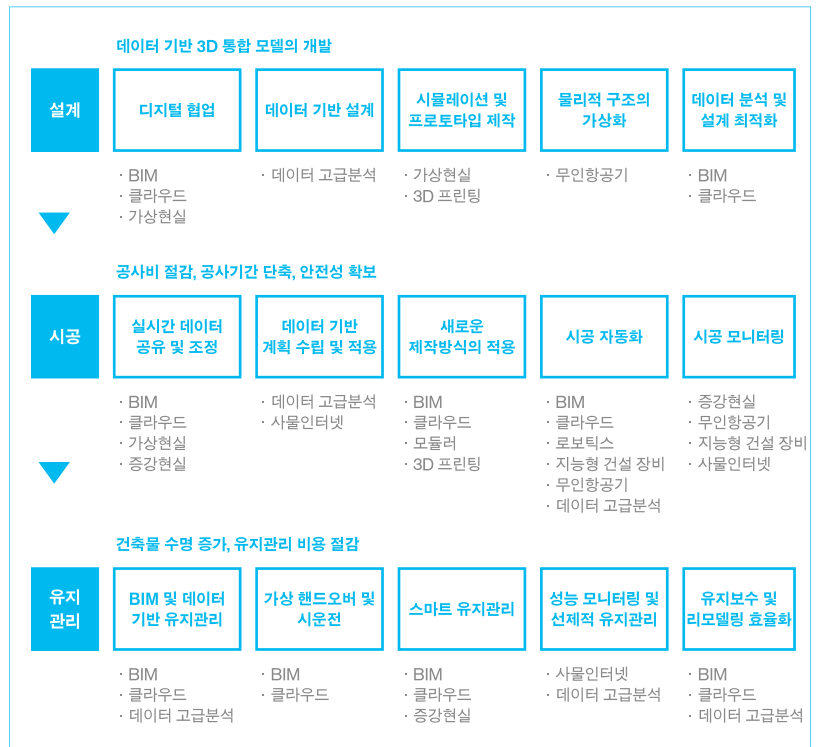 데이터 기반 3D 통합 모델의 개발
설계
디지털 협업
데이터 기반 설계
시뮬레이션 및
프로토타입 제작
물리적 구조의
가상화
데이터 분석 및
설계 최적화
· BIM
· 클라우드
· 가상현실
· 데이터 고급분석
· 가상현실
· 3D 프린팅
· 무인항공기
· BIM
· 클라우드
공사비 절감, 공사기간 단축, 안전성 확보
시공
실시간 데이터
공유 및 조정
데이터 기반
계획 수립 및 적용
새로운
제작방식의 적용
시공 자동화
시공 모니터링
· BIM
· 클라우드
· 가상현실
· 증강현실
· 데이터 고급분석
· 사물인터넷
· BIM
· 클라우드
· 모듈러
· 3D 프린팅
· BIM
· 클라우드
· 로보틱스
· 지능형 건설 장비
· 무인항공기
· 데이터 고급분석
· 증강현실
· 무인항공기
· 지능형 건설 장비
· 사물인터넷
건축물 수명 증가, 유지관리 비용 절감
유지
관리
BIM 및 데이터
기반 유지관리
가상 핸드오버 및
시운전
스마트 유지관리
성능 모니터링 및
선제적 유지관리
유지보수 및
리모델링 효율화
· BIM
· 클라우드
· 데이터 고급분석
· BIM
· 클라우드
· BIM
· 클라우드
· 증강현실
· 사물인터넷
· 데이터 고급분석
· BIM
· 클라우드
· 데이터 고급분석